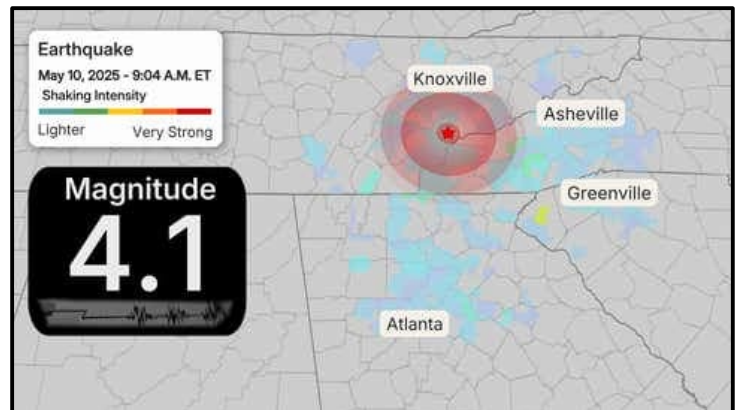 Earthquake
May 10, 2025 - 9:04 A.M. ET
Shaking Intensity
Lighter Very Strong
Magnitude
4.1
Knoxville
Asheville
Greenville
Atlanta